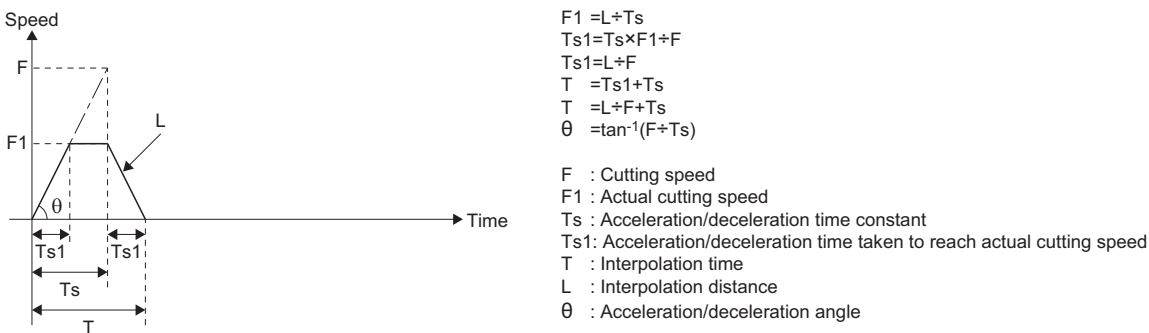 Speed
F
F1
L
θ
Time
Ts1
Ts1
Ts
T
F1 =L÷Ts
Ts1=Ts×F1÷F
Ts1=L÷F
T =Ts1+Ts
T =L÷F+Ts
θ =tan-1(F÷Ts)
F : Cutting speed
F1 : Actual cutting speed
Ts : Acceleration/deceleration time constant
Ts1: Acceleration/deceleration time taken to reach actual cutting speed
T : Interpolation time
L : Interpolation distance
θ : Acceleration/deceleration angle